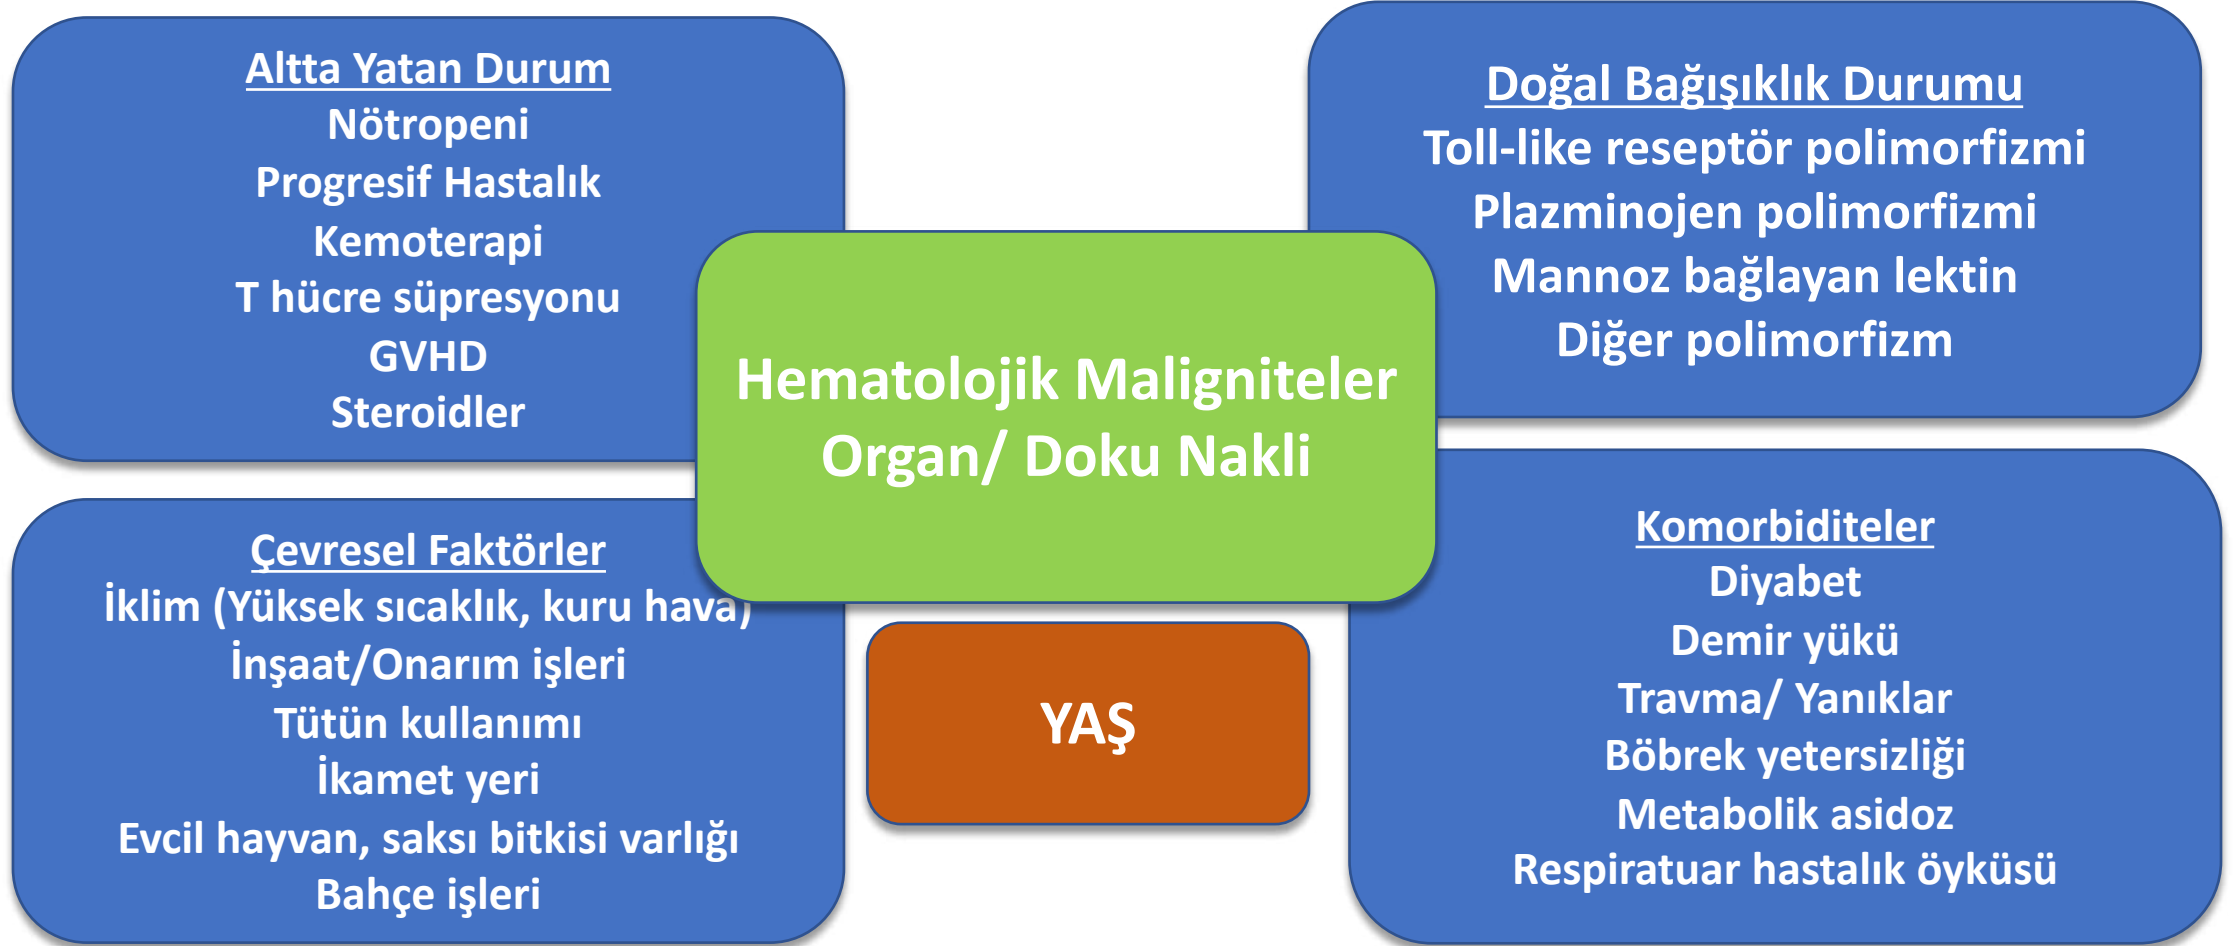 Altta Yatan Durum
Nötropeni
Progresif Hastalık
Kemoterapi
T hücre süpresyonu
GVHD
Steroidler
Doğal Bağışıklık Durumu
Toll-like reseptör polimorfizmi
Plazminojen polimorfizmi
Mannoz bağlayan lektin
Diğer polimorfizm
Hematolojik Maligniteler
Organ/ Doku Nakli
Çevresel Faktörler
İklim (Yüksek sıcaklık, kuru hava)
İnşaat/Onarım işleri
Tütün kullanımı
İkamet yeri
Evcil hayvan, saksı bitkisi varlığı
Bahçe işleri
YAŞ
Komorbiditeler
Diyabet
Demir yükü
Travma/ Yanıklar
Böbrek yetersizliği
Metabolik asidoz
Respiratuar hastalık öyküsü